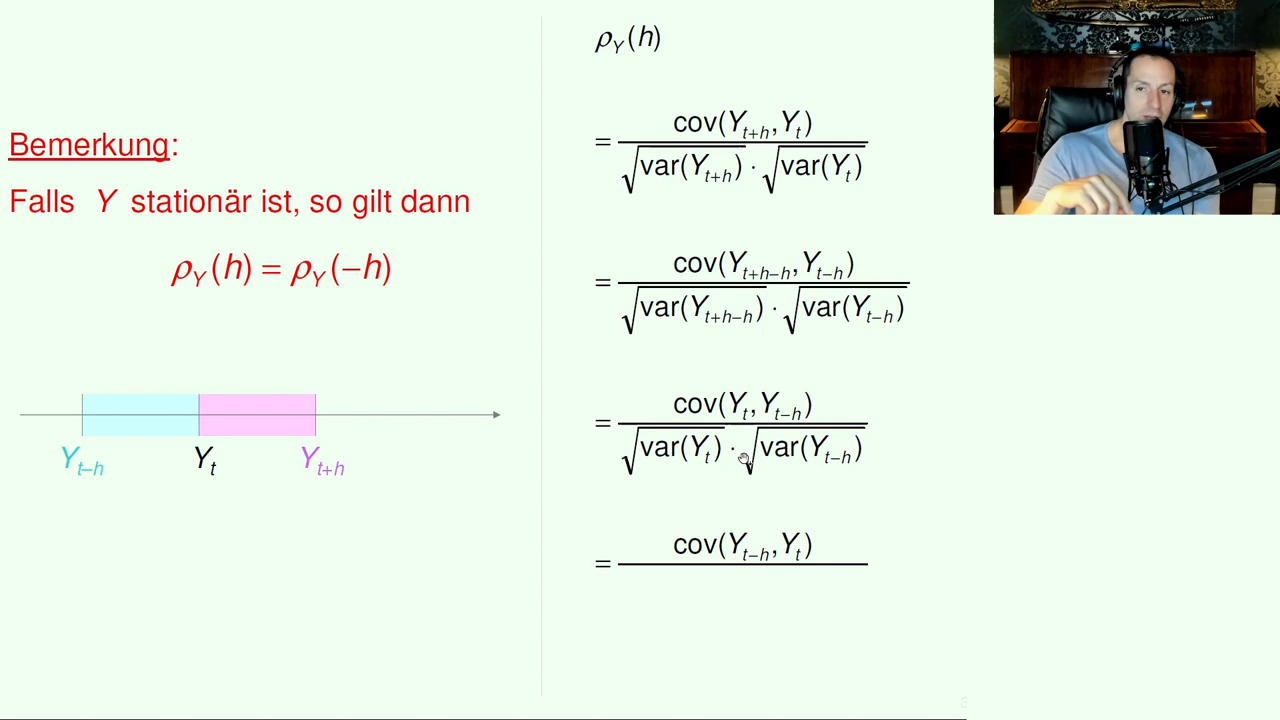 Bemerkung:
Falls Y stationär ist, so gilt dann
ρ_Y(h) = ρ_Y(−h)
Y_{t−h} Y_t Y_{t+h}
ρ_Y(h)
= cov(Y_{t+h},Y_t) / √var(Y_{t+h}) · √var(Y_t)
= cov(Y_{t+h−h},Y_{t−h}) / √var(Y_{t+h−h}) · √var(Y_{t−h})
= cov(Y_t,Y_{t−h}) / √var(Y_t) · √var(Y_{t−h})
= cov(Y_{t−h},Y_t)